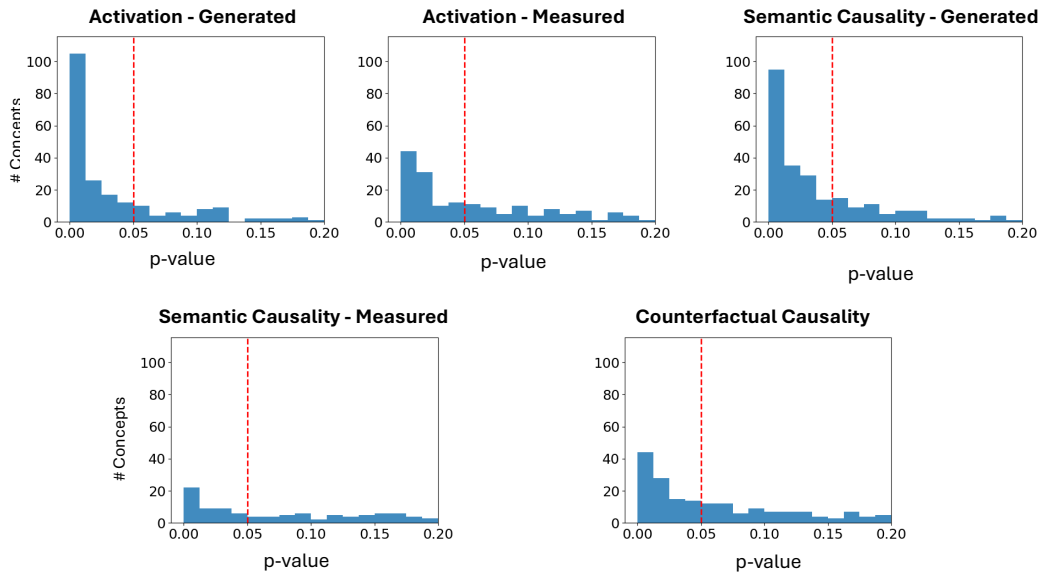 Activation - Generated
Activation - Measured
Semantic Causality - Generated
# Concepts
100
80
60
40
20
0
0.00 0.05 0.10 0.15 0.20
p-value
100
80
60
40
20
0
0.00 0.05 0.10 0.15 0.20
p-value
100
80
60
40
20
0
0.00 0.05 0.10 0.15 0.20
p-value
Semantic Causality - Measured
Counterfactual Causality
# Concepts
100
80
60
40
20
0
0.00 0.05 0.10 0.15 0.20
p-value
100
80
60
40
20
0
0.00 0.05 0.10 0.15 0.20
p-value